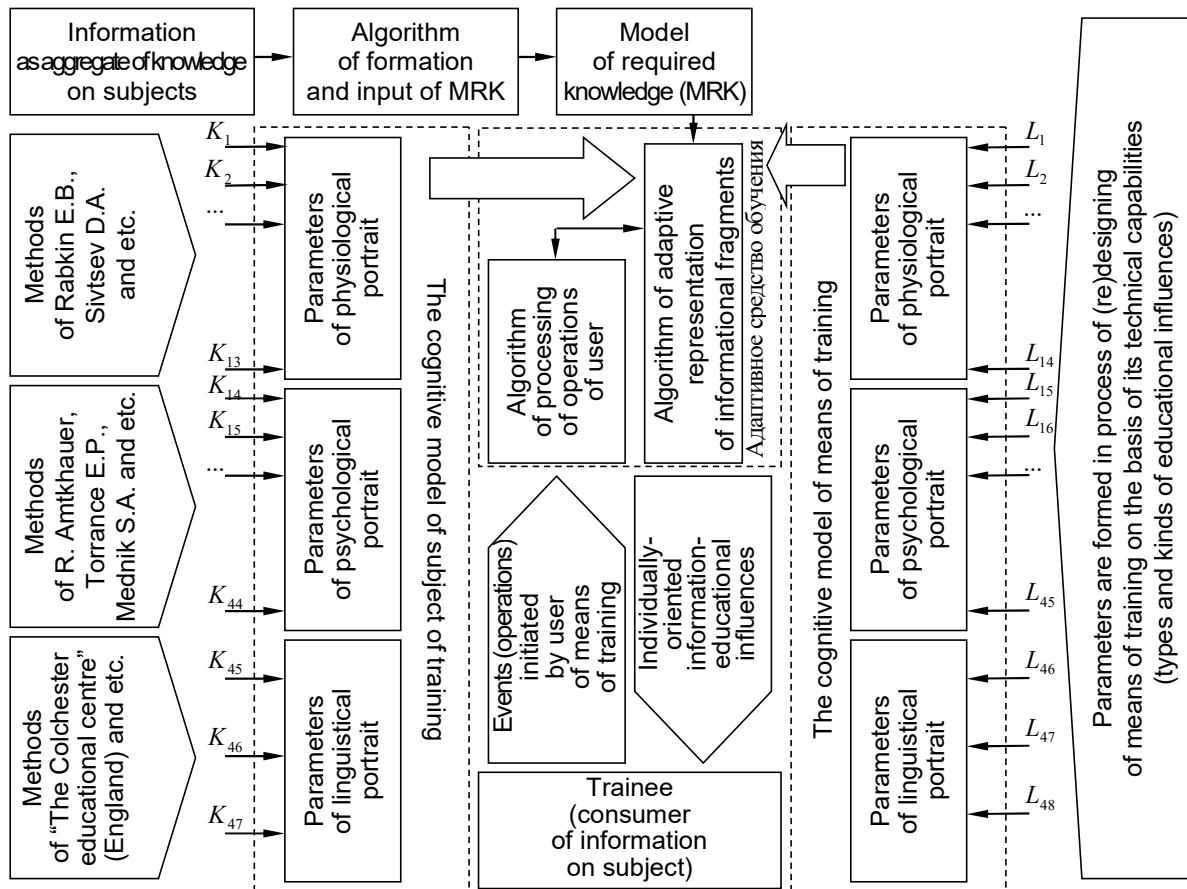 Information
as aggregate of knowledge
on subjects
Algorithm
of formation
and input of MRK
Model
of required
knowledge (MRK)
Methods
of Rabkin E.B.,
Sivtsev D.A.
and etc.
K1
K2
...
K13
Parameters
of physiological
portrait
Methods
of R. Amtkhauer,
Torrance E.P.,
Mednik S.A. and etc.
K14
K15
...
K44
Parameters
of psychological
portrait
Methods
of “The Colchester
educational centre”
(England) and etc.
K45
K46
K47
Parameters
of linguistical
portrait
The cognitive model of subject of training
Algorithm
of processing
of operations
of user
Algorithm of adaptive
representation
of informational fragments
Адаптивное средство обучения
Events (operations)
initiated
by user
of means
of training
Individually-
oriented
information-
educational
influences
Trainee
(consumer
of information
on subject)
The cognitive model of means of training
Parameters
of physiological
portrait
L1
L2
...
L14
Parameters
of psychological
portrait
L15
L16
...
L45
Parameters
of linguistical
portrait
L46
L47
L48
Parameters are formed in process of (re)designing
means of training on the basis of its technical capabilities
(types and kinds of educational influences)